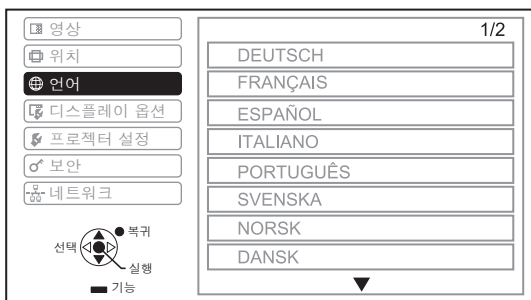 영상
위치
언어
디스플레이 옵션
프로젝터 설정
보안
네트워크
복귀
선택
실행
기능
1/2
DEUTSCH
FRANÇAIS
ESPAÑOL
ITALIANO
PORTUGUÊS
SVENSKA
NORSK
DANSK